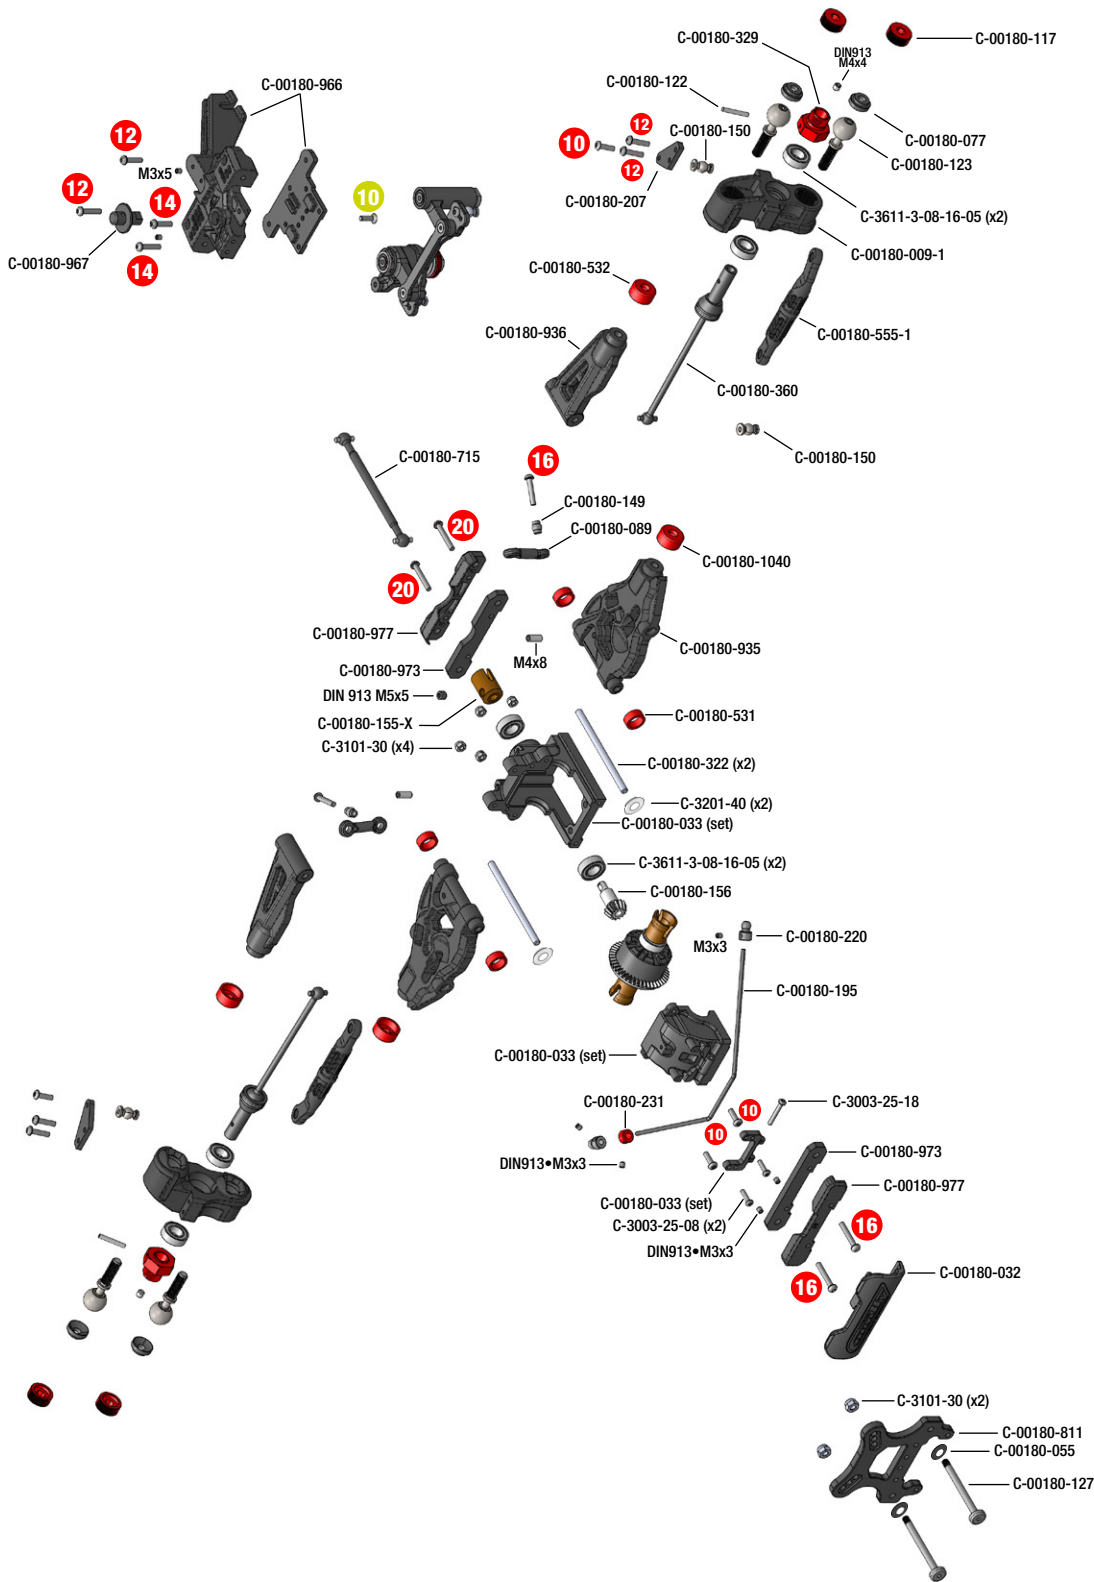 C-00180-329
C-00180-117
DIN913
M4x4
C-00180-966
C-00180-122
12
12
C-00180-150
C-00180-077
10
C-00180-123
M3x5
12
12
14
10
C-00180-207
C-3611-3-08-16-05 (x2)
C-00180-967
14
C-00180-009-1
C-00180-532
C-00180-936
C-00180-555-1
C-00180-360
C-00180-715
16
C-00180-150
C-00180-149
20
C-00180-089
C-00180-1040
20
C-00180-977
C-00180-935
C-00180-973
M4x8
DIN 913 M5x5
C-00180-155-X
C-00180-531
C-3101-30 (x4)
C-00180-322 (x2)
C-3201-40 (x2)
C-00180-033 (set)
C-3611-3-08-16-05 (x2)
C-00180-156
M3x3
C-00180-220
C-00180-195
C-00180-033 (set)
C-00180-231
10
C-3003-25-18
10
C-00180-973
DIN913•M3x3
C-00180-977
C-00180-033 (set)
C-3003-25-08 (x2)
16
DIN913•M3x3
C-00180-032
16
C-3101-30 (x2)
C-00180-811
C-00180-055
C-00180-127